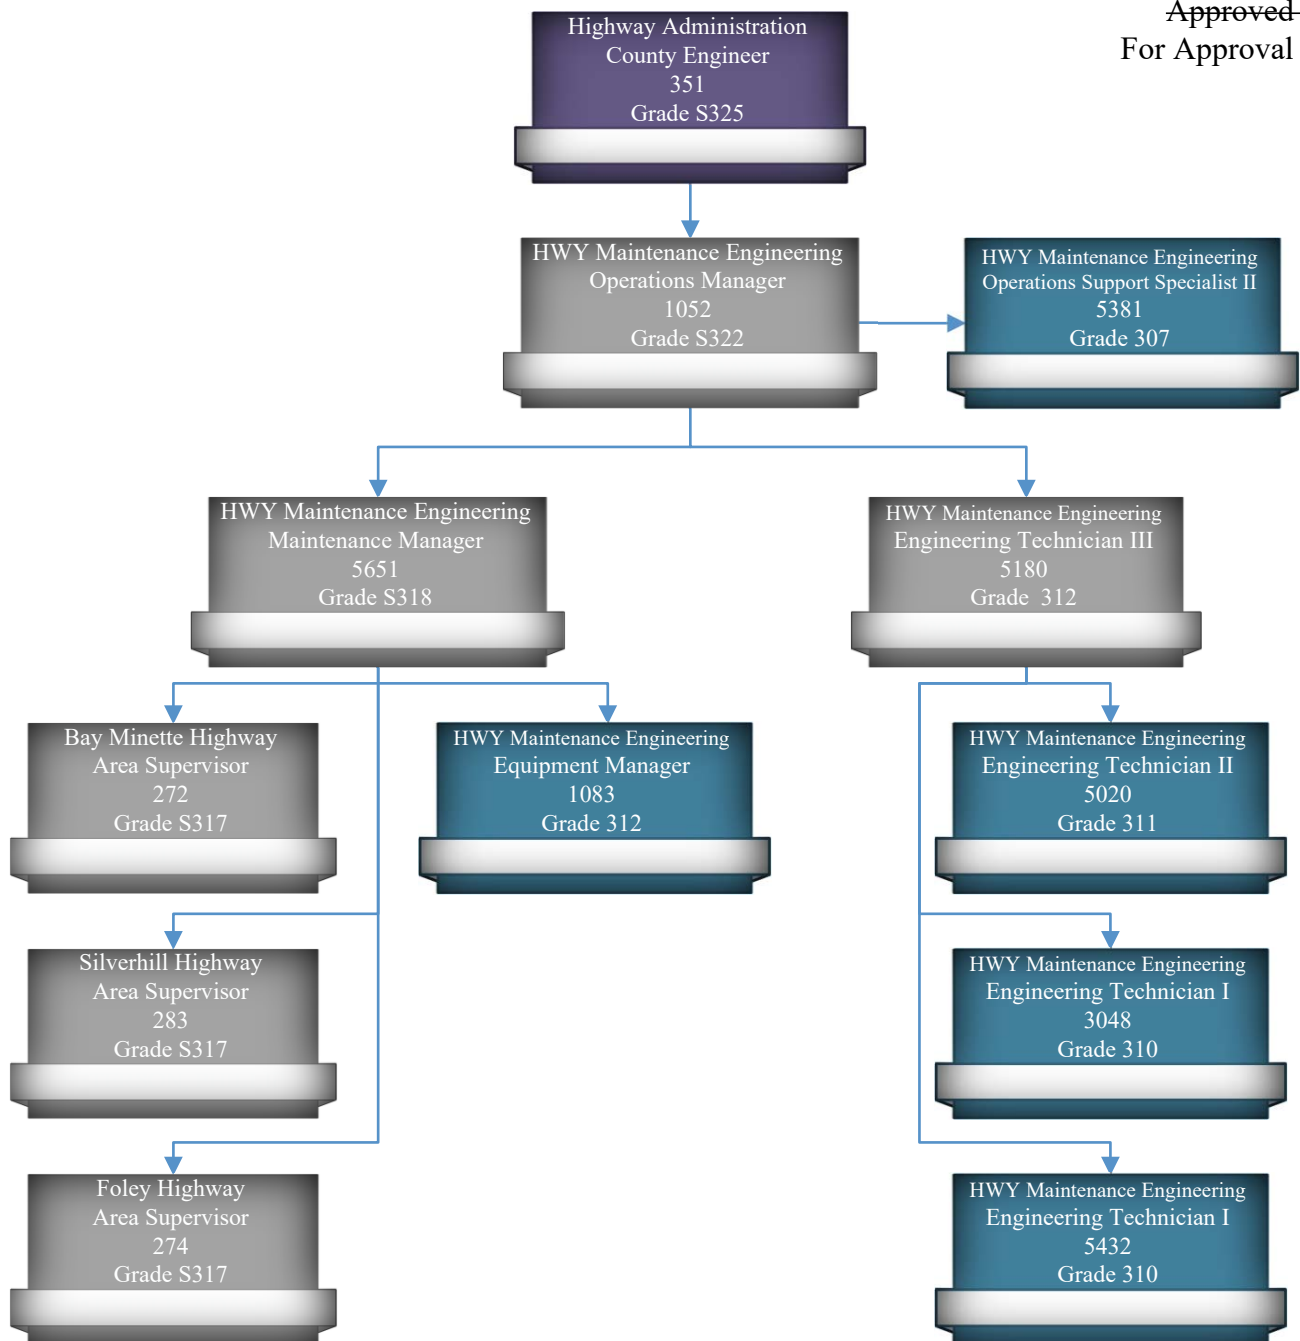 Approved
For Approval
Highway Administration
County Engineer
351
Grade S325
HWY Maintenance Engineering
Operations Manager
1052
Grade S322
HWY Maintenance Engineering
Operations Support Specialist II
5381
Grade 307
HWY Maintenance Engineering
Maintenance Manager
5651
Grade S318
HWY Maintenance Engineering
Engineering Technician III
5180
Grade 312
Bay Minette Highway
Area Supervisor
272
Grade S317
HWY Maintenance Engineering
Equipment Manager
1083
Grade 312
HWY Maintenance Engineering
Engineering Technician II
5020
Grade 311
Silverhill Highway
Area Supervisor
283
Grade S317
HWY Maintenance Engineering
Engineering Technician I
3048
Grade 310
Foley Highway
Area Supervisor
274
Grade S317
HWY Maintenance Engineering
Engineering Technician I
5432
Grade 310